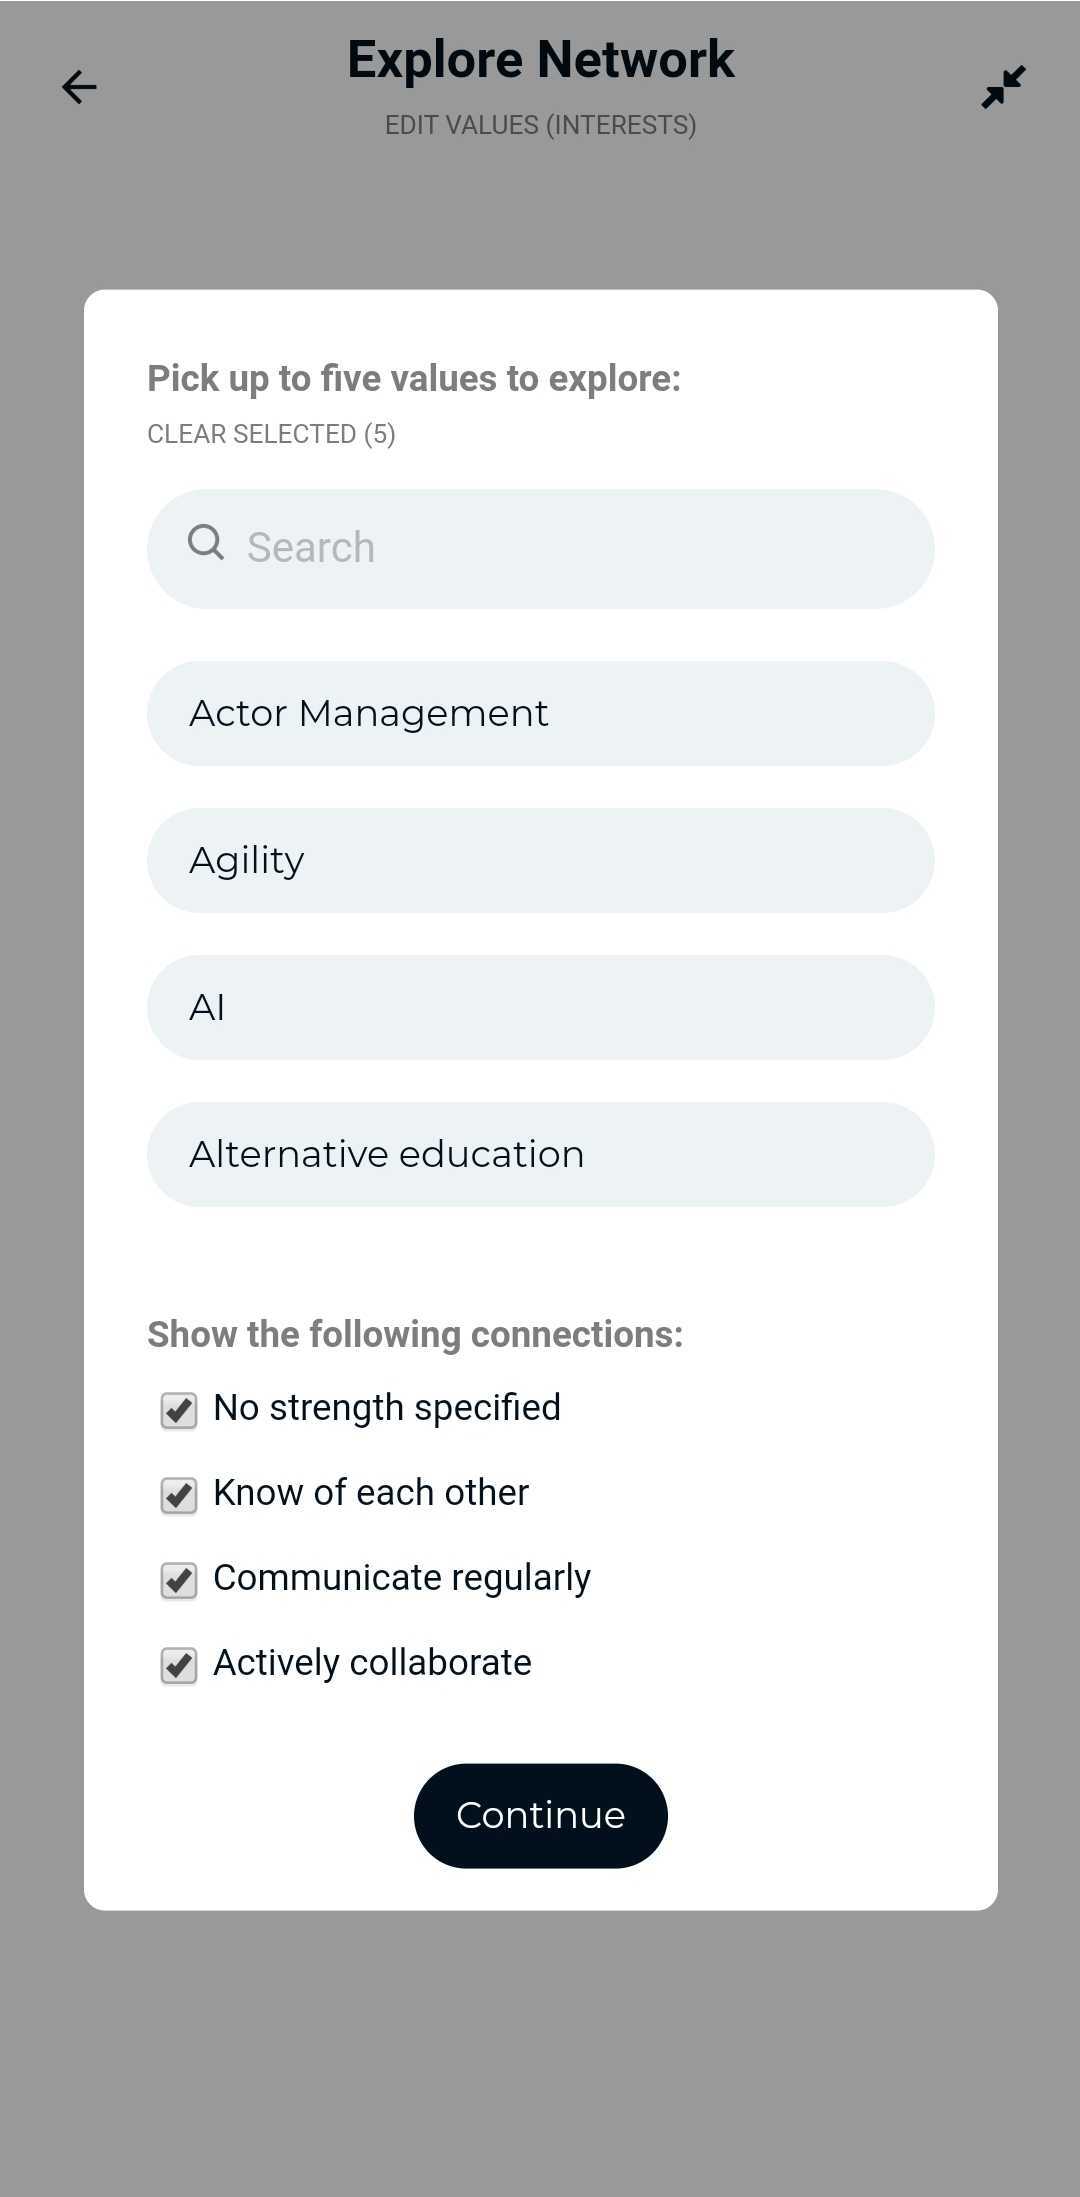 Explore Network
EDIT VALUES (INTERESTS)
Pick up to five values to explore:
CLEAR SELECTED (5)
Search
Actor Management
Agility
AI
Alternative education
Show the following connections:
No strength specified
Know of each other
Communicate regularly
Actively collaborate
Continue